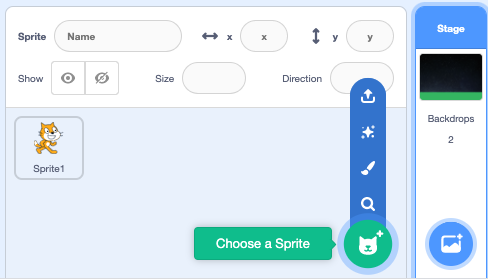 Sprite Name x x y y
Show Size Direction
Sprite1
Choose a Sprite
Stage
Backdrops
2